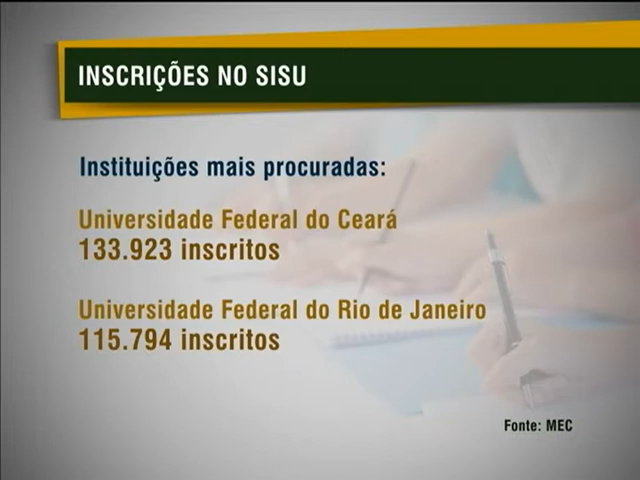 INSCRIÇÕES NO SISU
Instituições mais procuradas:
Universidade Federal do Ceará
133.923 inscritos
Universidade Federal do Rio de Janeiro
115.794 inscritos
Fonte: MEC